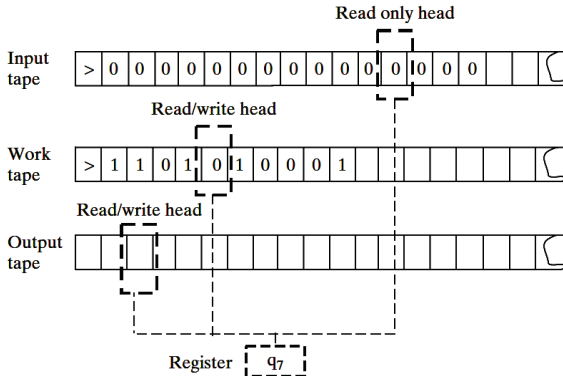 Read only head
Input tape
> 0 0 0 0 0 0 0 0 0 0 0 0 0 0 0
Read/write head
Work tape
> 1 1 0 1 0 1 0 0 0 1
Read/write head
Output tape
Register q₇